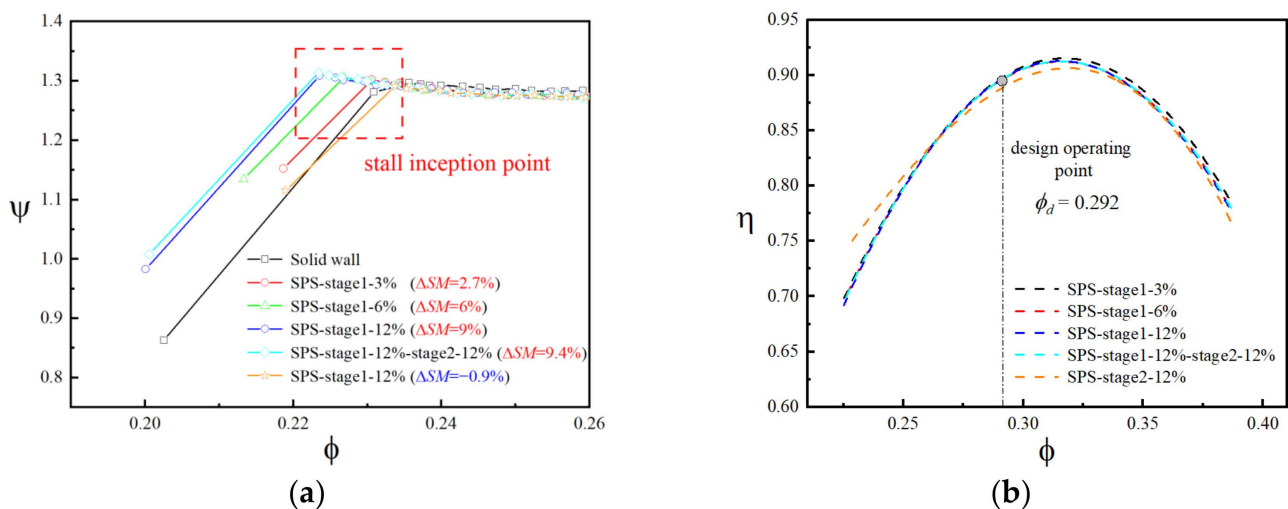 1.4
1.3
1.2
1.1
1.0
0.9
0.8
ψ
stall inception point
Solid wall
SPS-stage1-3% (ΔSM=2.7%)
SPS-stage1-6% (ΔSM=6%)
SPS-stage1-12% (ΔSM=9%)
SPS-stage1-12%-stage2-12% (ΔSM=9.4%)
SPS-stage1-12% (ΔSM=−0.9%)
0.20 0.22 0.24 0.26
ϕ
(a)
0.95
0.90
0.85
0.80
0.75
0.70
0.65
0.60
η
design operating
point
ϕd = 0.292
SPS-stage1-3%
SPS-stage1-6%
SPS-stage1-12%
SPS-stage1-12%-stage2-12%
SPS-stage2-12%
0.25 0.30 0.35 0.40
ϕ
(b)